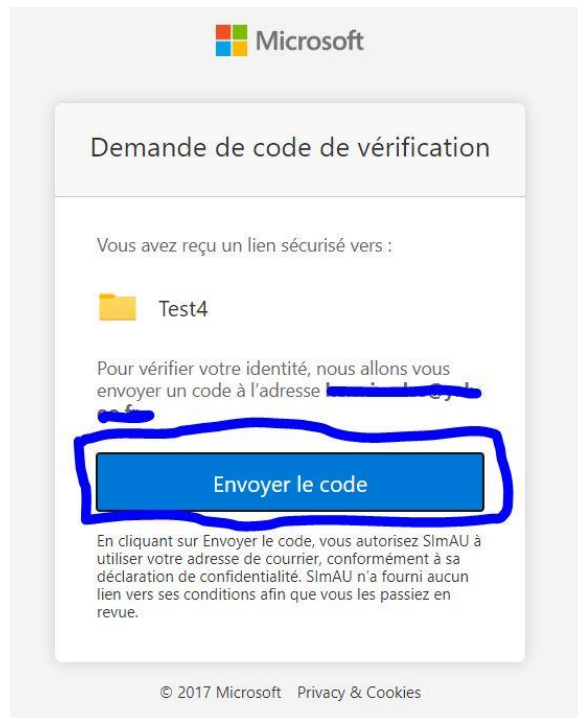 Microsoft
Demande de code de vérification
Vous avez reçu un lien sécurisé vers :
Test4
Pour vérifier votre identité, nous allons vous
envoyer un code à l'adresse
Envoyer le code
En cliquant sur Envoyer le code, vous autorisez SImAU à
utiliser votre adresse de courrier, conformément à sa
déclaration de confidentialité. SImAU n'a fourni aucun
lien vers ses conditions afin que vous les passiez en
revue.
© 2017 Microsoft Privacy & Cookies